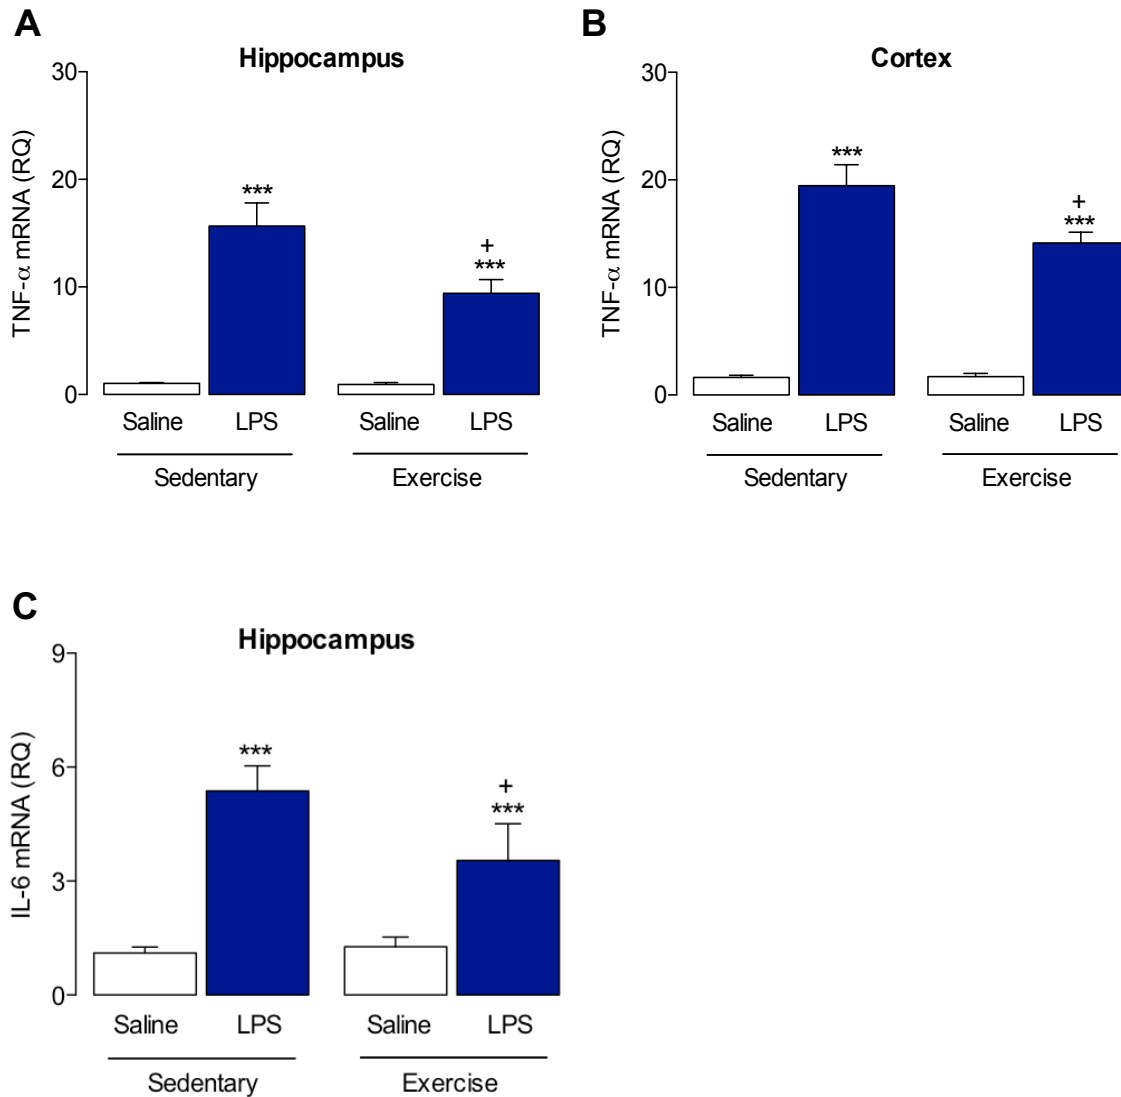 A
Hippocampus
TNF-α mRNA (RQ)
30
20
10
0
***
+
***
Saline LPS Saline LPS
Sedentary Exercise
B
Cortex
TNF-α mRNA (RQ)
30
20
10
0
***
+
***
Saline LPS Saline LPS
Sedentary Exercise
C
Hippocampus
IL-6 mRNA (RQ)
9
6
3
0
***
+
***
Saline LPS Saline LPS
Sedentary Exercise